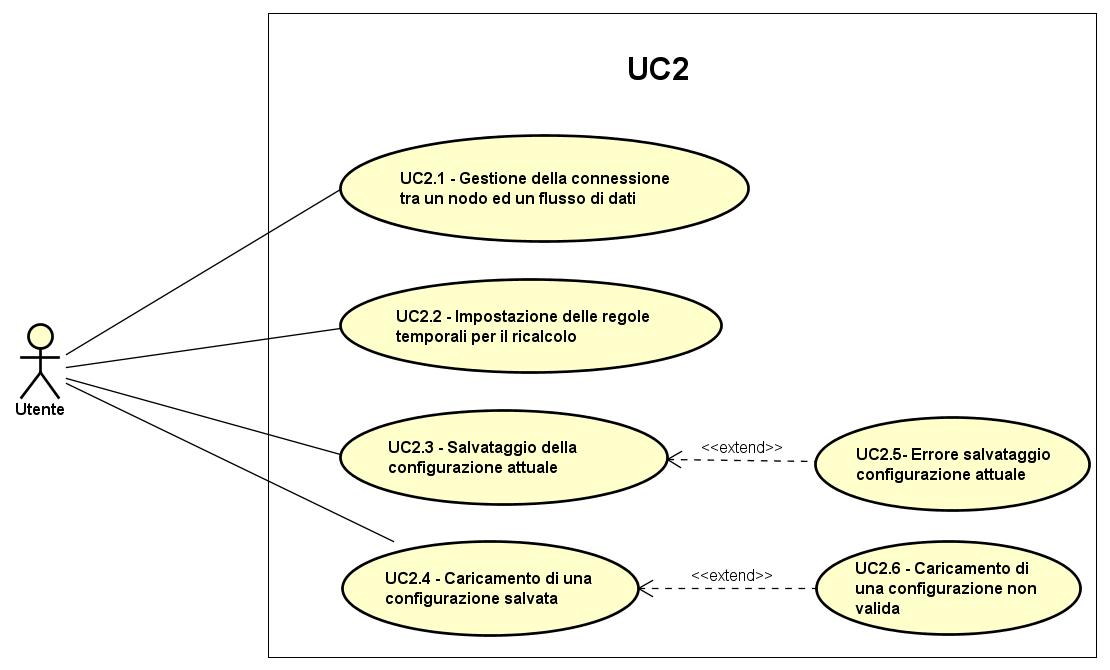 UC2
UC2.1 - Gestione della connessione
tra un nodo ed un flusso di dati
UC2.2 - Impostazione delle regole
temporali per il ricalcolo
Utente
UC2.3 - Salvataggio della
configurazione attuale
<<extend>>
UC2.5- Errore salvataggio
configurazione attuale
UC2.4 - Caricamento di una
configurazione salvata
<<extend>>
UC2.6 - Caricamento di
una configurazione non
valida